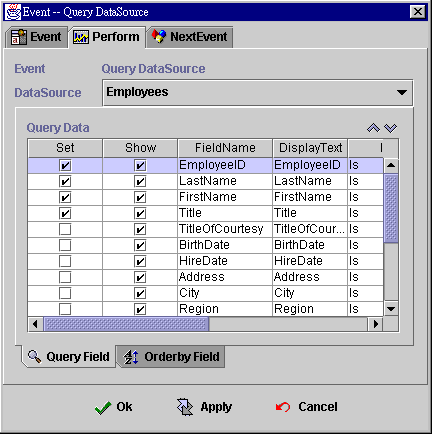 Event -- Query DataSource
Event Perform NextEvent
Event Query DataSource
DataSource Employees
Query Data
Set Show FieldName DisplayText I
EmployeeID EmployeeID Is
LastName LastName Is
FirstName FirstName Is
Title Title Is
TitleOfCourtesy TitleOfCour... Is
BirthDate BirthDate Is
HireDate HireDate Is
Address Address Is
City City Is
Region Region Is
Query Field Orderby Field
Ok Apply Cancel